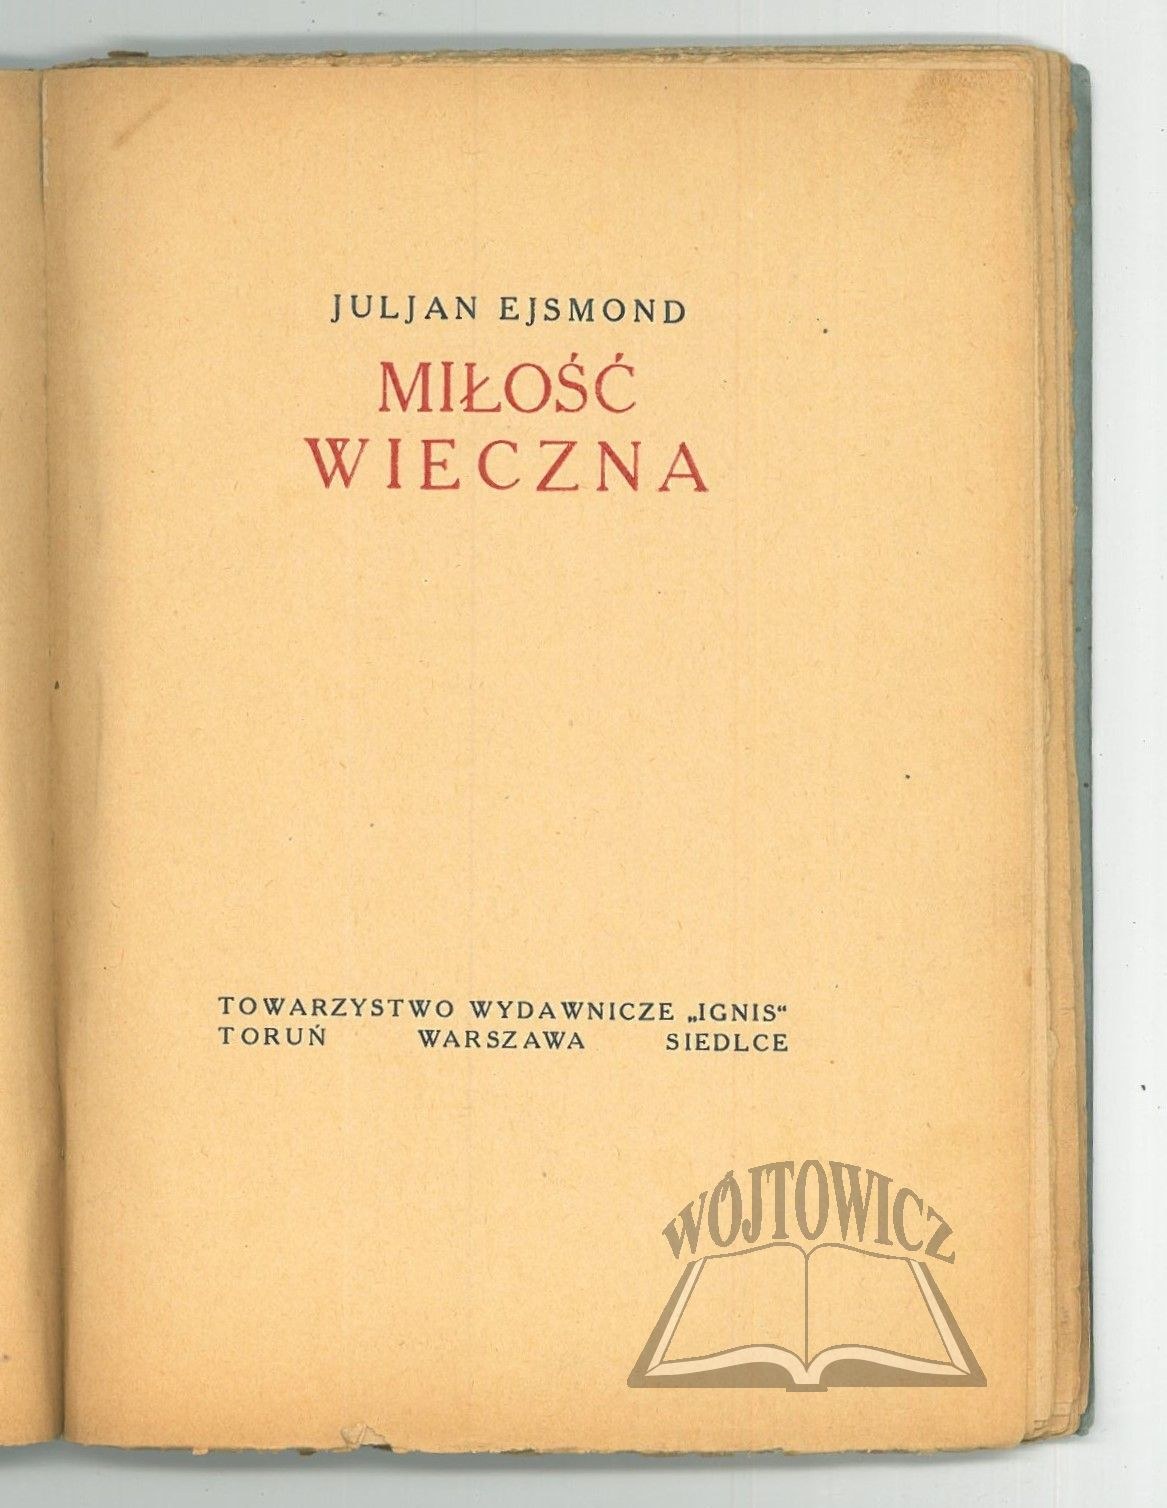 JULJAN EJSMOND
MIŁOŚĆ
WIECZNA
TOWARZYSTWO WYDAWNICZE „IGNIS“
TORUŃ WARSZAWA SIEDLCE
WÓJTOWICZ